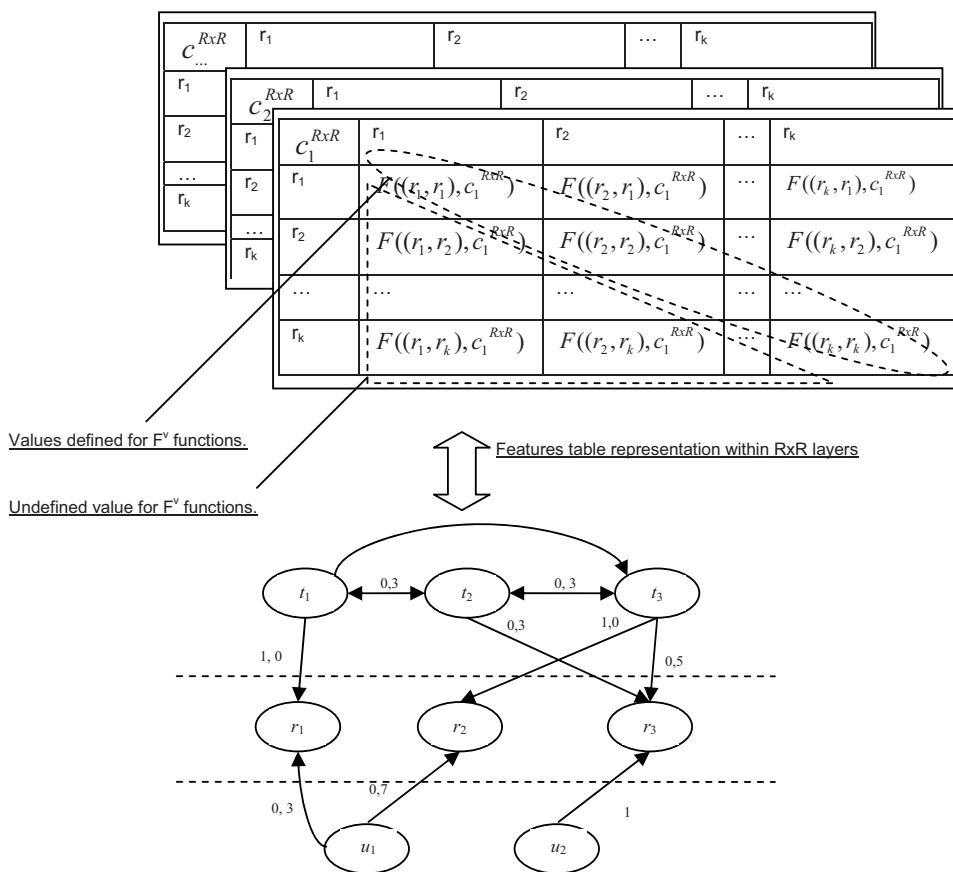 c...^{RxR} r1 r2 ... rk
r1
r2
...
rk
c2^{RxR} r1 r2 ... rk
r1
r2
...
rk
c1^{RxR} r1 r2 ... rk
r1 F((r1,r1),c1^{RxR}) F((r2,r1),c1^{RxR}) ... F((rk,r1),c1^{RxR})
r2 F((r1,r2),c1^{RxR}) F((r2,r2),c1^{RxR}) ... F((rk,r2),c1^{RxR})
... ... ... ... ...
rk F((r1,rk),c1^{RxR}) F((r2,rk),c1^{RxR}) ... F((rk,rk),c1^{RxR})
Values defined for F^v functions.
Features table representation within RxR layers
Undefined value for F^v functions.
t1 0,3 t2 0, 3 t3
0,3 1,0
1, 0 0,5
r1 r2 r3
0, 3 0,7 1
u1 u2